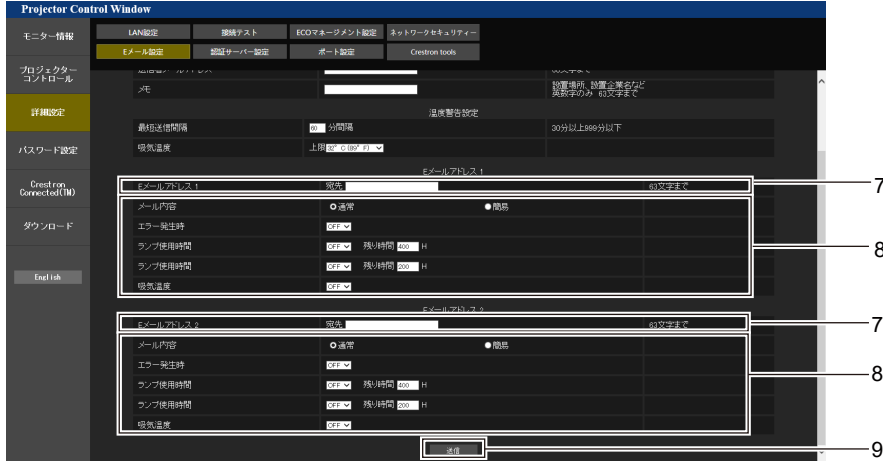 Projector Control Window
モニター情報
プロジェクター
コントロール
詳細設定
パスワード設定
Crestron
Connected(TM)
ダウンロード
English
LAN設定 接続テスト ECOマネージメント設定 ネットワークセキュリティー
Eメール設定 認証サーバー設定 ポート設定 Crestron tools
メモ 設置場所、設置企業名など
英数字のみ 63文字まで
温度警告設定
最短送信間隔 60 分間隔 30分以上999分以下
吸気温度 上限 32°C (89°F)
Eメールアドレス 1
Eメールアドレス 1 宛先 63文字まで 7
メール内容 通常 簡易
エラー発生時 OFF
ランプ使用時間 OFF 残り時間 400 H 8
ランプ使用時間 OFF 残り時間 200 H
吸気温度 OFF
Eメールアドレス 2
Eメールアドレス 2 宛先 63文字まで 7
メール内容 通常 簡易
エラー発生時 OFF
ランプ使用時間 OFF 残り時間 400 H 8
ランプ使用時間 OFF 残り時間 200 H
吸気温度 OFF
送信 9